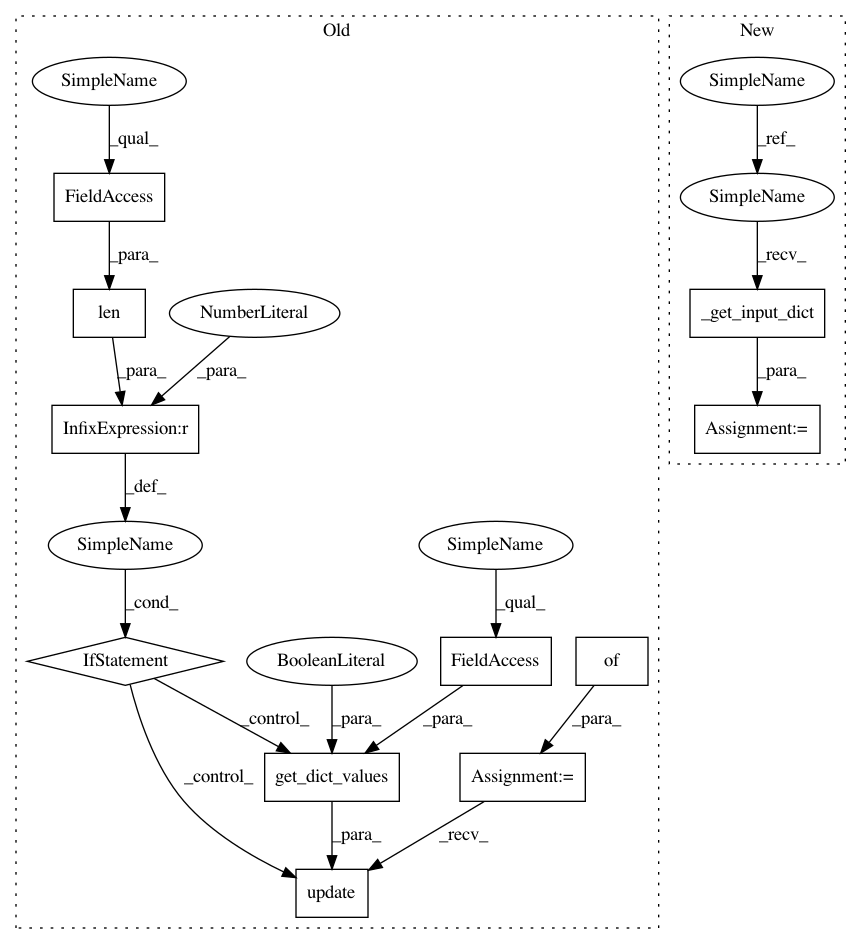 Old
New
SimpleName
SimpleName
_qual_
_ref_
FieldAccess
SimpleName
_para_
_recv_
len
NumberLiteral
_get_input_dict
_para_
_para_
_para_
InfixExpression:r
Assignment:=
_def_
SimpleName
SimpleName
_cond_
_qual_
IfStatement
BooleanLiteral
FieldAccess
of
_control_
_para_
_para_
_para_
_control_
get_dict_values
Assignment:=
_para_
_recv_
update